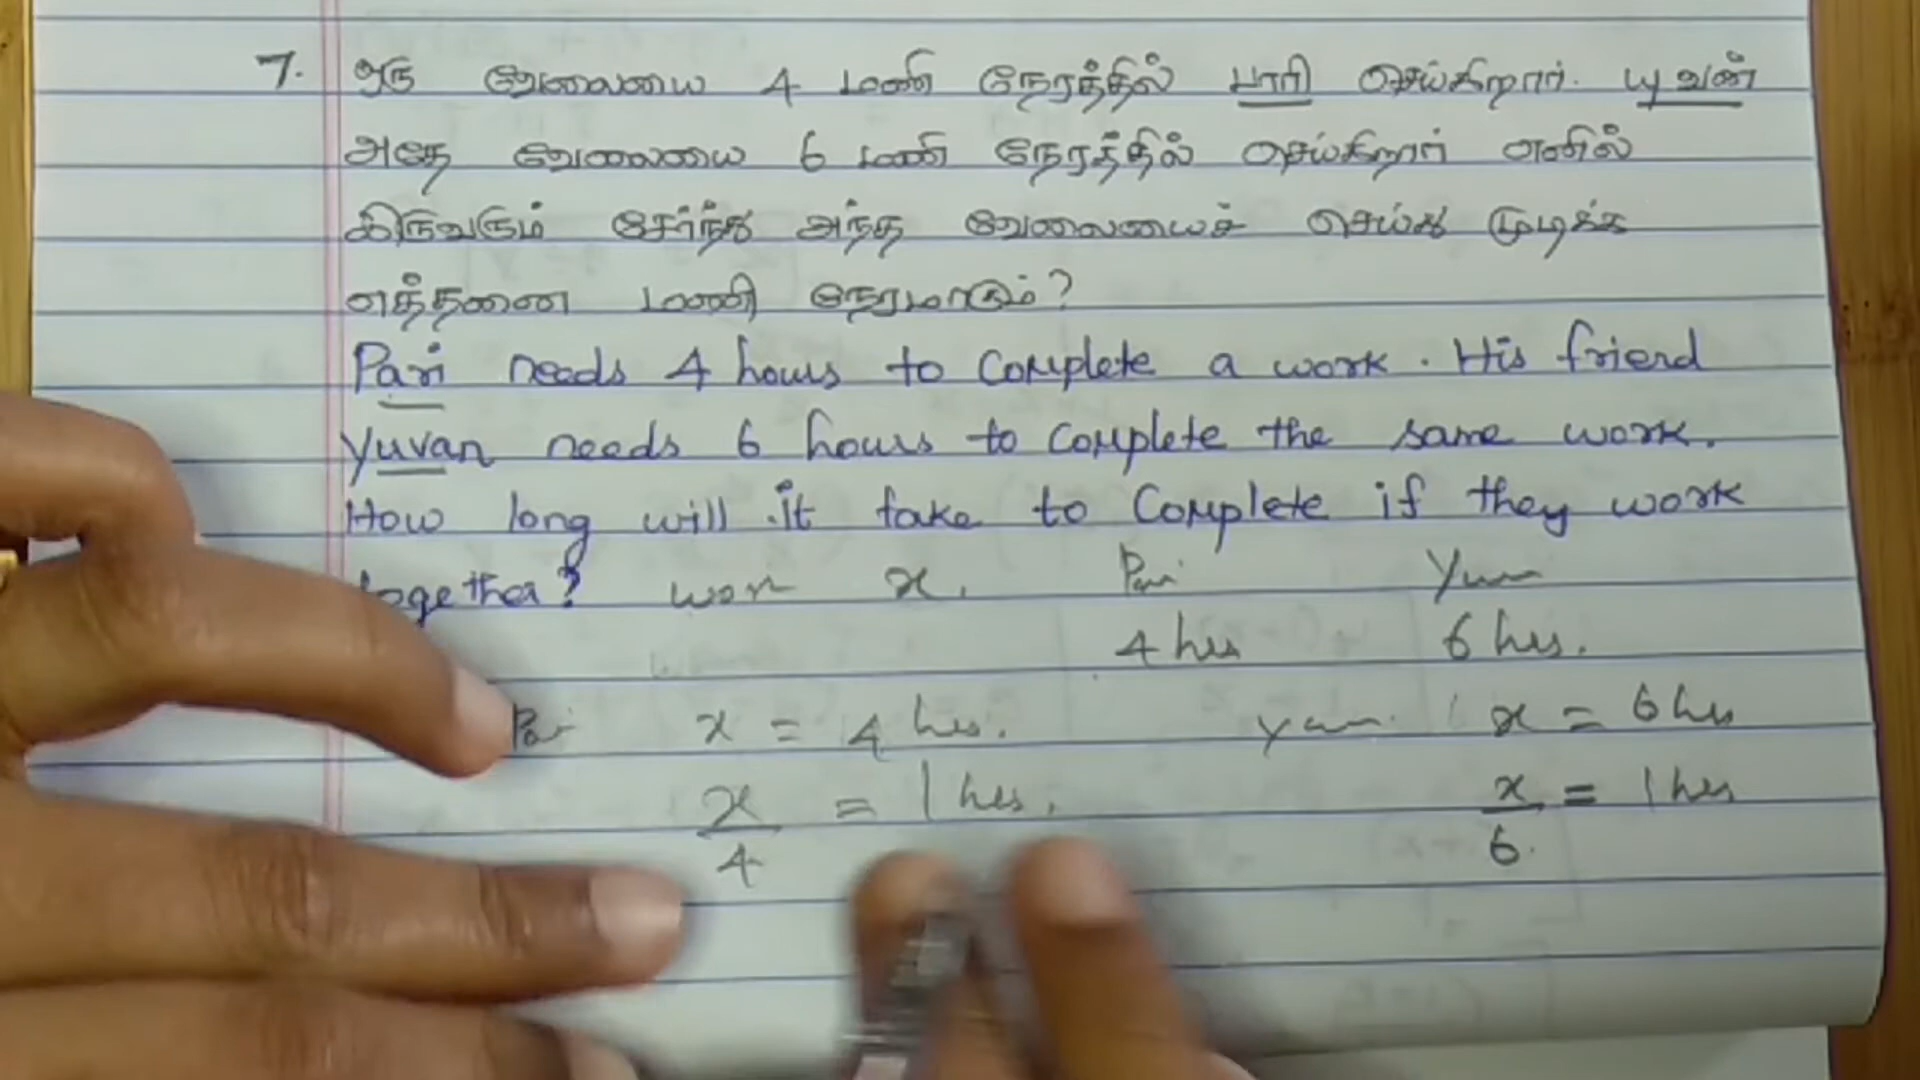 7. ஒரு வேலையை 4 மணி நேரத்தில் பாரி செய்கிறார். யுவன்
அதே வேலையை 6 மணி நேரத்தில் செய்கிறார் எனில்
இருவரும் சேர்ந்து அந்த வேலையைச் செய்து முடிக்க
எத்தனை மணி நேரமாகும்?
Pari needs 4 hours to complete a work. His friend
Yuvan needs 6 hours to complete the same work.
How long will it take to Complete if they work
together? work x. Pari Yuvan
4 hrs 6 hrs.
Pari x = 4 hrs. Yuvan x = 6 hrs
x/4 = 1 hrs. x/6 = 1 hrs